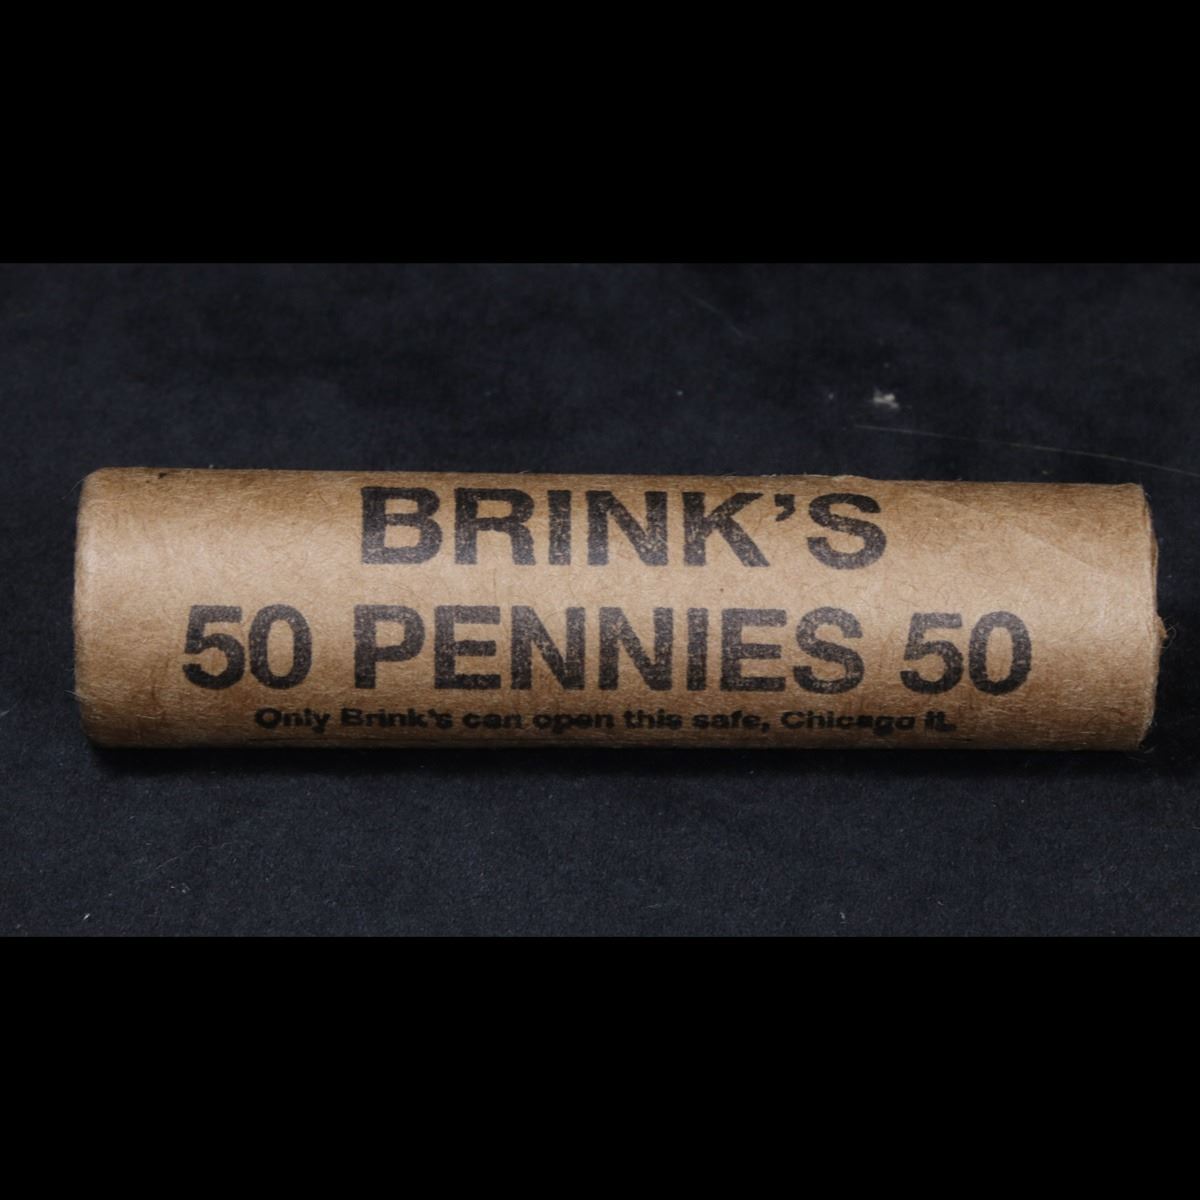 BRINK'S
50 PENNIES 50
Only Brink's can open this safe, Chicago IL.